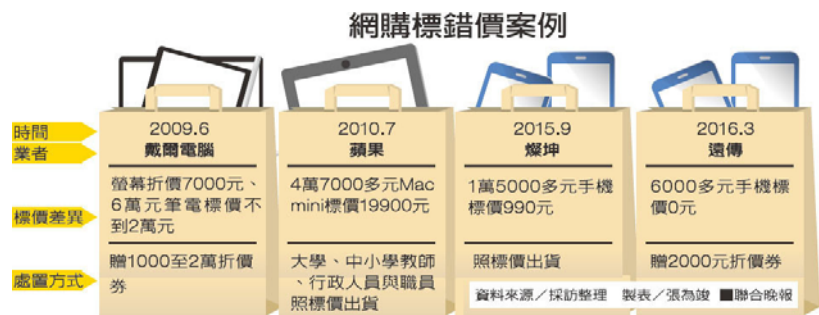 網購標錯價案例
時間
2009.6
2010.7
2015.9
2016.3
業者
戴爾電腦
蘋果
燦坤
遠傳
標價差異
螢幕折價7000元、
6萬元筆電標價不
到2萬元
4萬7000多元Mac
mini標價19900元
1萬5000多元手機
標價990元
6000多元手機標
價0元
處置方式
贈1000至2萬折價
券
大學、中小學教師
、行政人員與職員
照標價出貨
照標價出貨
贈2000元折價券
資料來源／採訪整理 製表／張為竣 ■聯合晚報